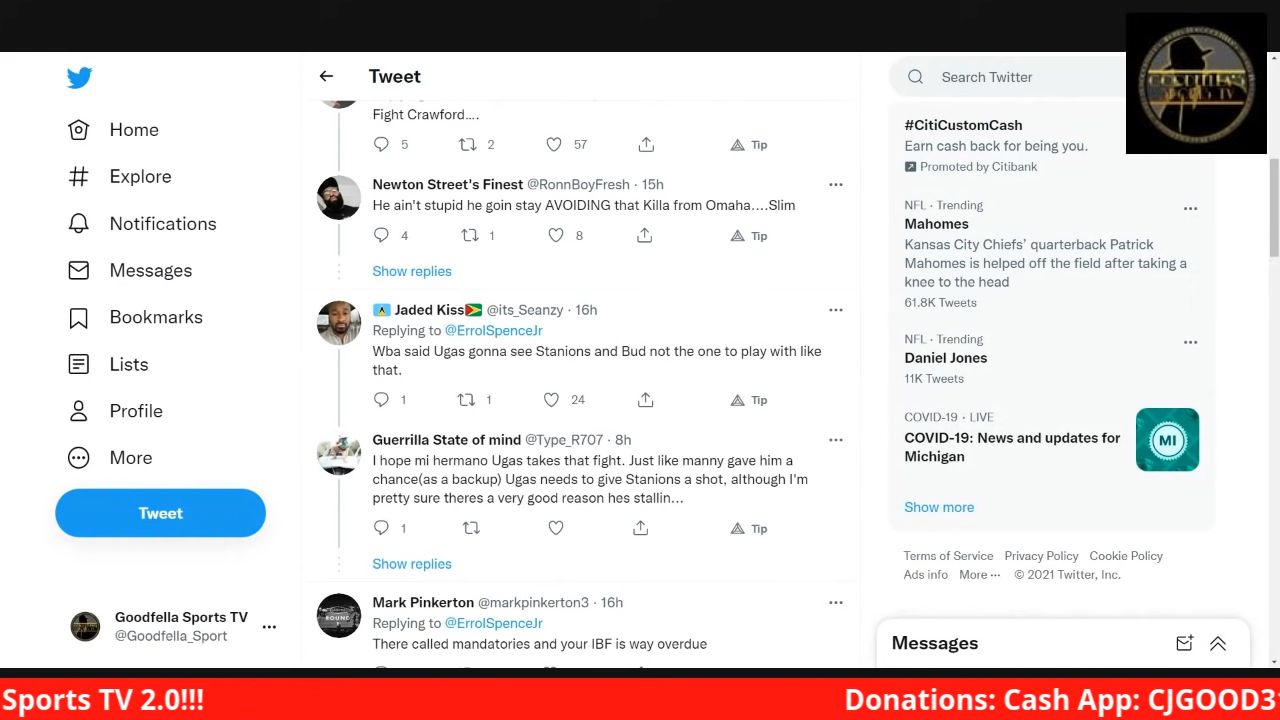 Tweet
Search Twitter
GOODFELLA'S
SPORTS TV
Home
Explore
Notifications
Messages
Bookmarks
Lists
Profile
More
Tweet
Goodfella Sports TV
@Goodfella_Sport
Fight Crawford....
5 2 57 Tip
Newton Street's Finest @RonnBoyFresh · 15h
He ain't stupid he goin stay AVOIDING that Killa from Omaha....Slim
4 1 8 Tip
Show replies
Jaded Kiss @its_Seanzy · 16h
Replying to @ErrolSpenceJr
Wba said Ugas gonna see Stanions and Bud not the one to play with like
that.
1 1 24 Tip
Guerrilla State of mind @Type_R707 · 8h
I hope mi hermano Ugas takes that fight. Just like manny gave him a
chance(as a backup) Ugas needs to give Stanions a shot, although I'm
pretty sure theres a very good reason hes stallin...
1 Tip
Show replies
ROUND
Mark Pinkerton @markpinkerton3 · 16h
Replying to @ErrolSpenceJr
There called mandatories and your IBF is way overdue
#CitiCustomCash
Earn cash back for being you.
Promoted by Citibank
NFL · Trending
Mahomes
Kansas City Chiefs' quarterback Patrick
Mahomes is helped off the field after taking a
knee to the head
61.8K Tweets
NFL · Trending
Daniel Jones
11K Tweets
COVID-19 · LIVE
COVID-19: News and updates for
Michigan
MI
Show more
Terms of Service Privacy Policy Cookie Policy
Ads info More ··· © 2021 Twitter, Inc.
Messages
Sports TV 2.0!!! Donations: Cash App: CJGOOD3